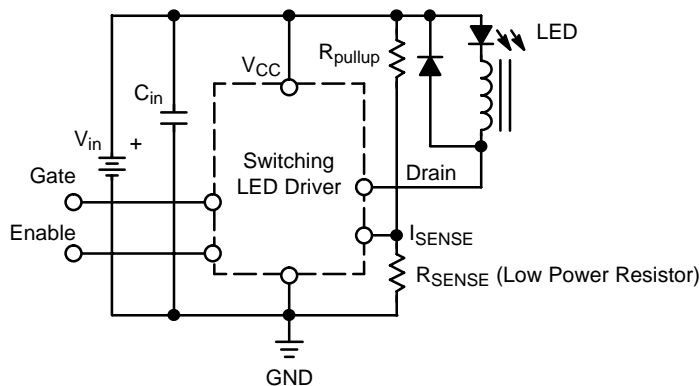 LED
Rpullup
VCC
Cin
Vin
+
Switching
LED Driver
Gate
Drain
Enable
ISENSE
RSENSE (Low Power Resistor)
GND